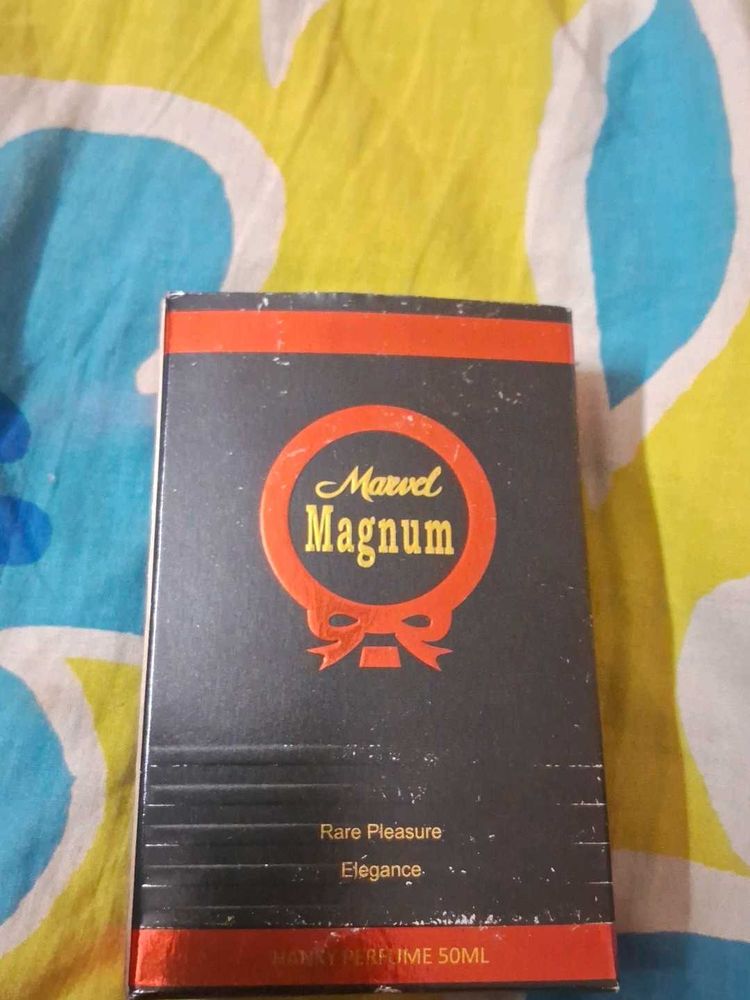 Marvel
Magnum
Rare Pleasure
Elegance
HANKY PERFUME 50ML